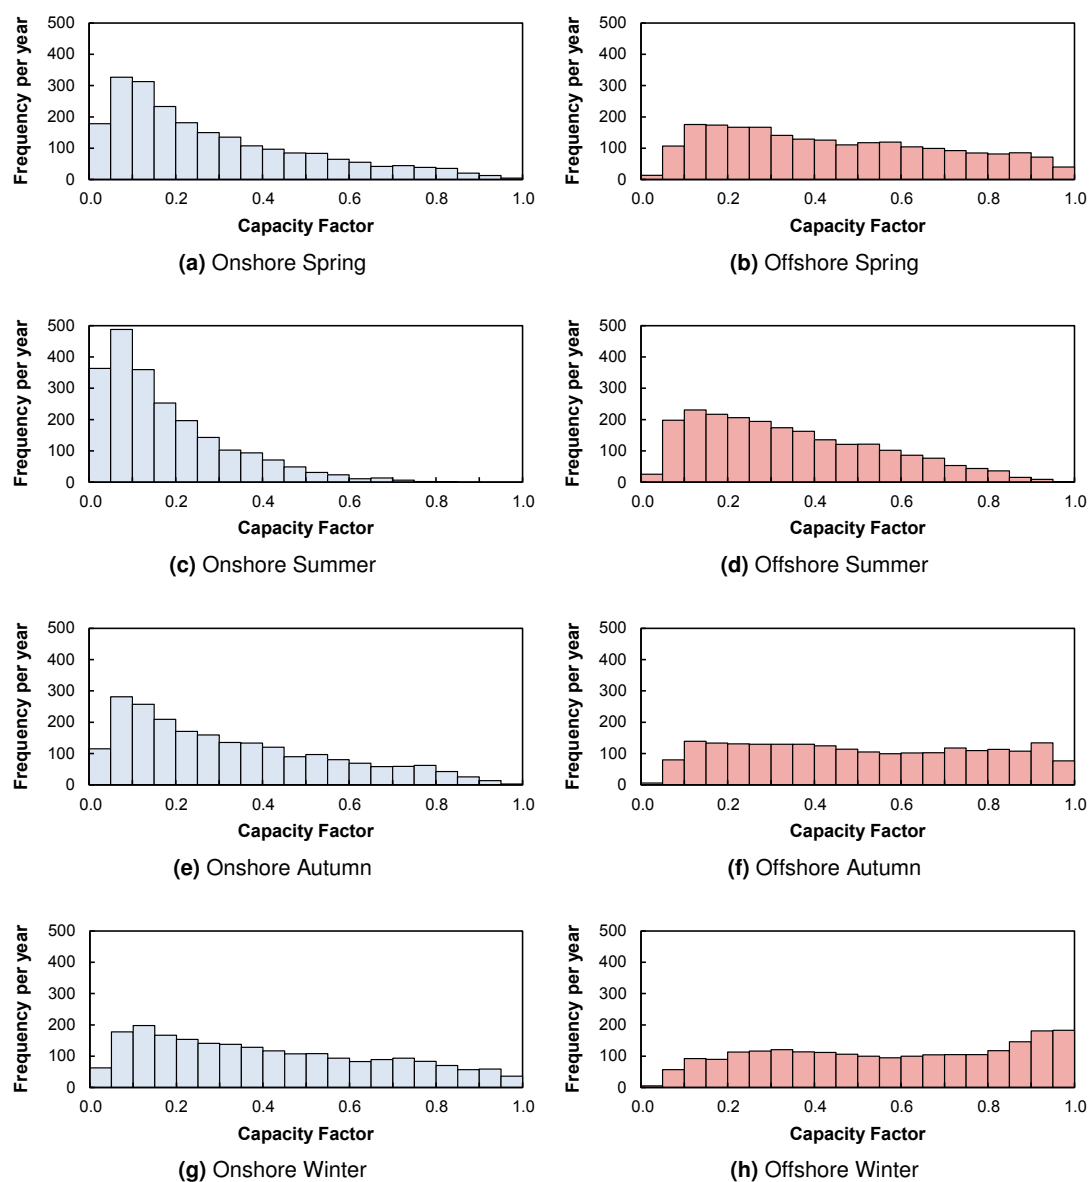 Frequency per year
500
400
300
200
100
0
0.0 0.2 0.4 0.6 0.8 1.0
Capacity Factor
(a) Onshore Spring
Frequency per year
500
400
300
200
100
0
0.0 0.2 0.4 0.6 0.8 1.0
Capacity Factor
(b) Offshore Spring
Frequency per year
500
400
300
200
100
0
0.0 0.2 0.4 0.6 0.8 1.0
Capacity Factor
(c) Onshore Summer
Frequency per year
500
400
300
200
100
0
0.0 0.2 0.4 0.6 0.8 1.0
Capacity Factor
(d) Offshore Summer
Frequency per year
500
400
300
200
100
0
0.0 0.2 0.4 0.6 0.8 1.0
Capacity Factor
(e) Onshore Autumn
Frequency per year
500
400
300
200
100
0
0.0 0.2 0.4 0.6 0.8 1.0
Capacity Factor
(f) Offshore Autumn
Frequency per year
500
400
300
200
100
0
0.0 0.2 0.4 0.6 0.8 1.0
Capacity Factor
(g) Onshore Winter
Frequency per year
500
400
300
200
100
0
0.0 0.2 0.4 0.6 0.8 1.0
Capacity Factor
(h) Offshore Winter